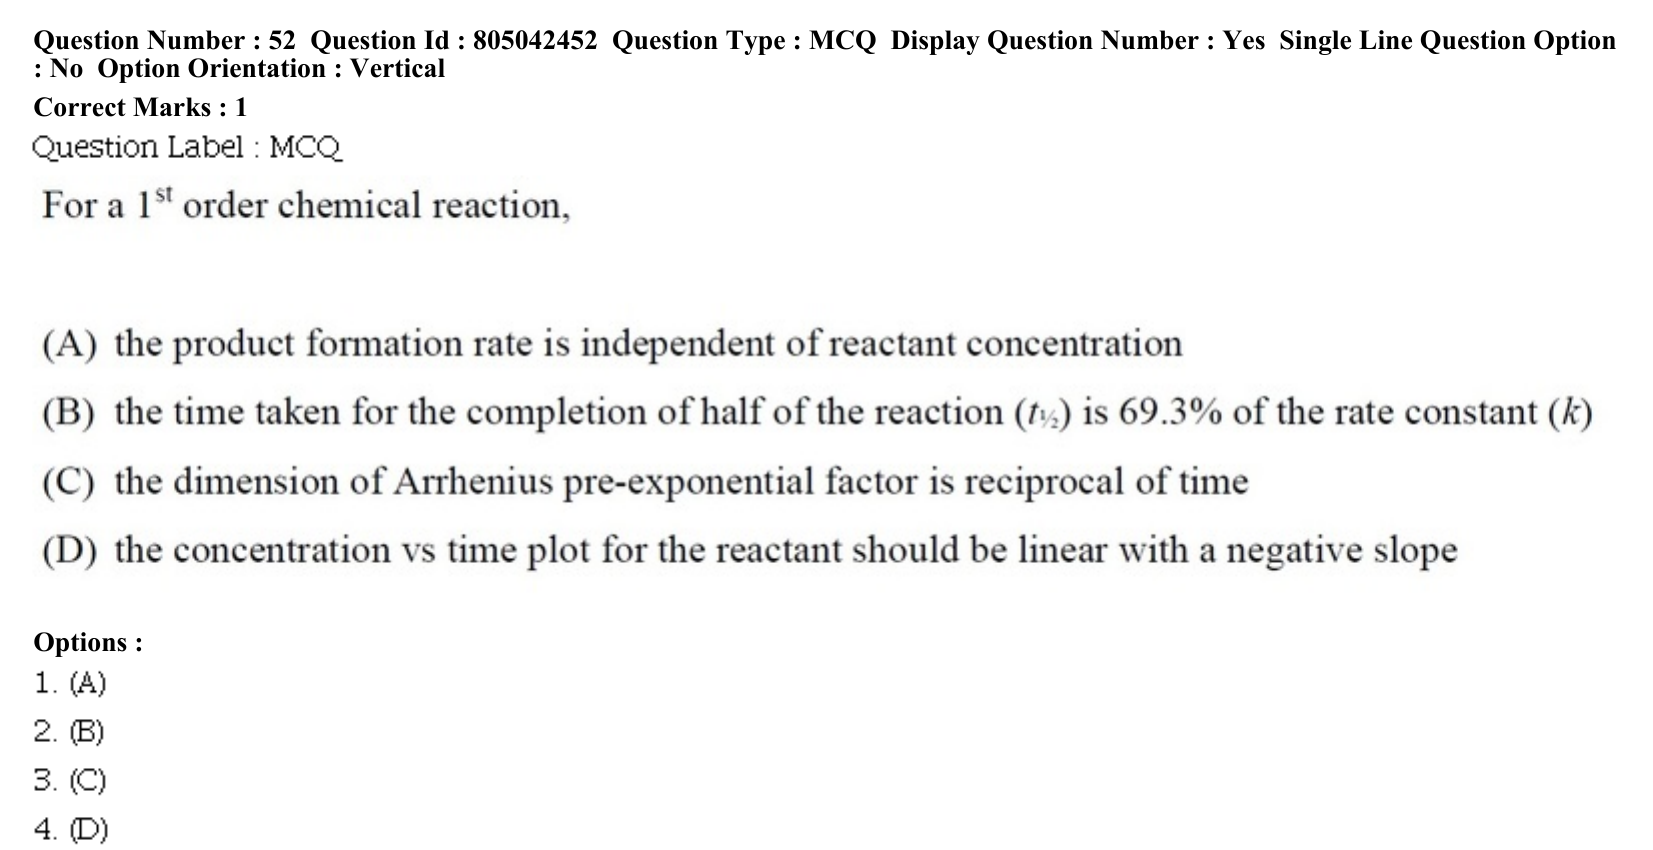 Question Number : 52 Question Id : 805042452 Question Type : MCQ Display Question Number : Yes Single Line Question Option
: No Option Orientation : Vertical
Correct Marks : 1
Question Label : MCQ
For a 1st order chemical reaction,
(A) the product formation rate is independent of reactant concentration
(B) the time taken for the completion of half of the reaction (t½) is 69.3% of the rate constant (k)
(C) the dimension of Arrhenius pre-exponential factor is reciprocal of time
(D) the concentration vs time plot for the reactant should be linear with a negative slope
Options :
1. (A)
2. (B)
3. (C)
4. (D)